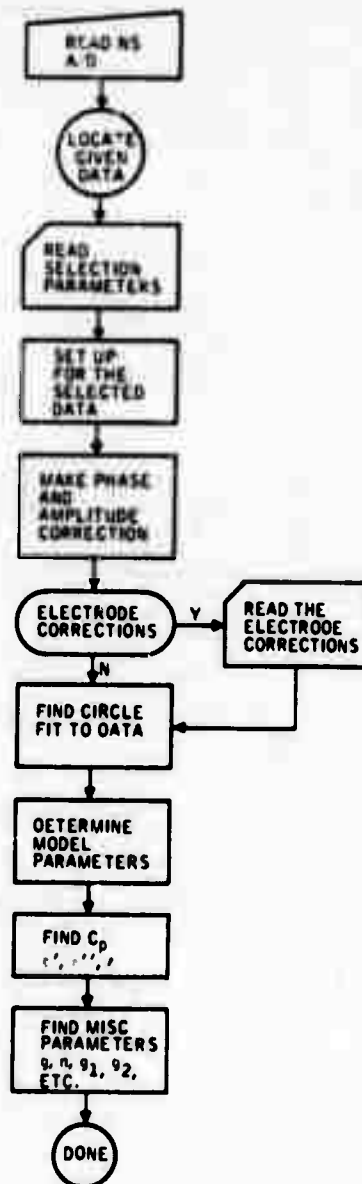 READ NS
A/D
LOCATE
GIVEN
DATA
READ
SELECTION
PARAMETERS
SET UP
FOR THE
SELECTED
DATA
MAKE PHASE
AND
AMPLITUDE
CORRECTION
ELECTRODE
CORRECTIONS
Y
READ THE
ELECTRODE
CORRECTIONS
N
FIND CIRCLE
FIT TO DATA
DETERMINE
MODEL
PARAMETERS
FIND Cp
FIND MISC
PARAMETERS
g, n, g1, g2,
ETC.
DONE